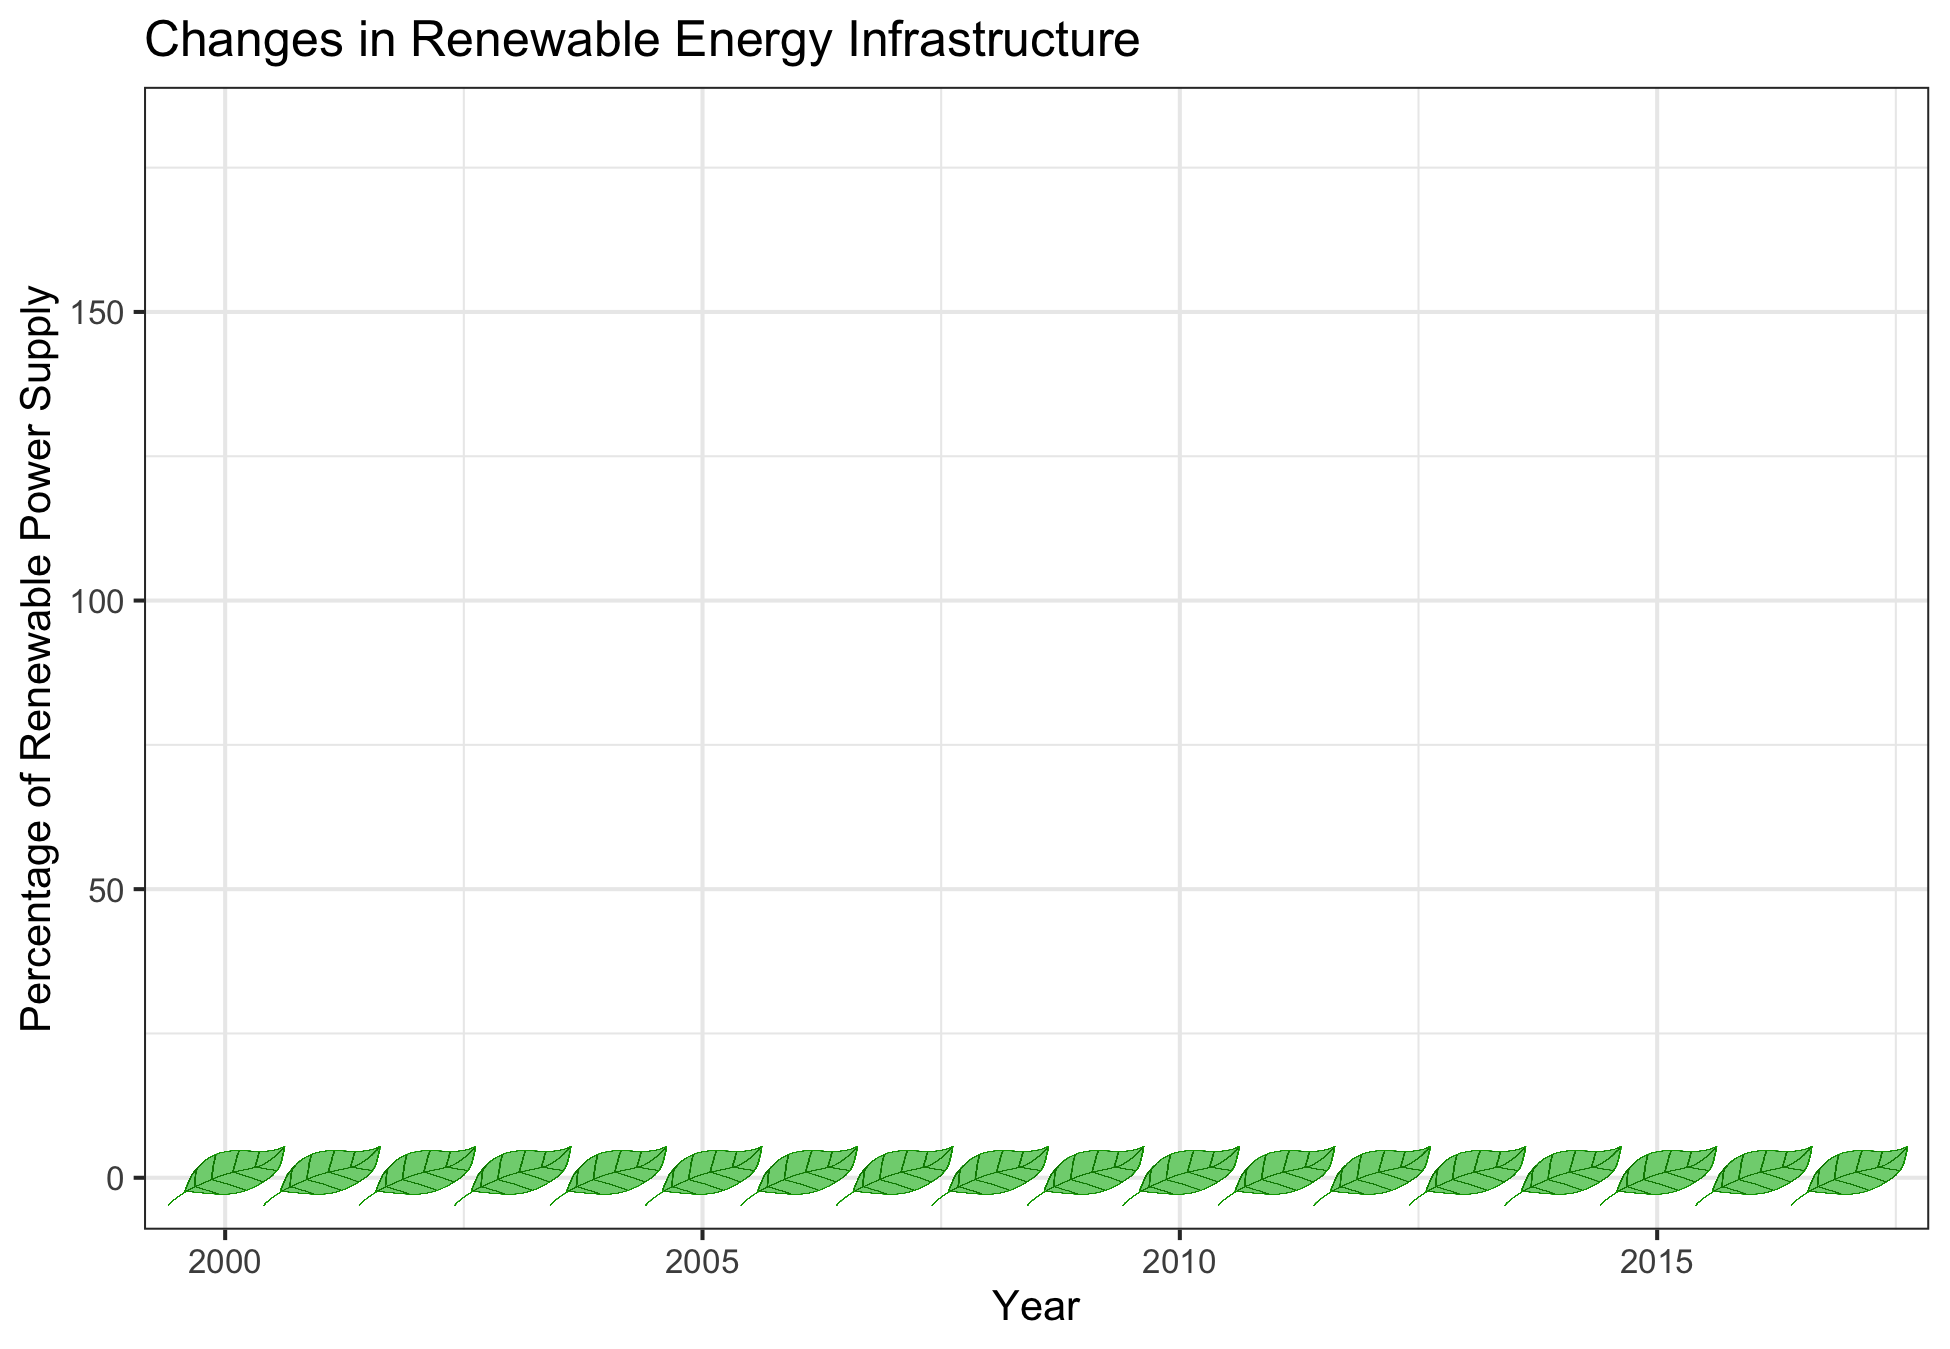 Changes in Renewable Energy Infrastructure
Percentage of Renewable Power Supply
150
100
50
0
2000 2005 2010 2015
Year